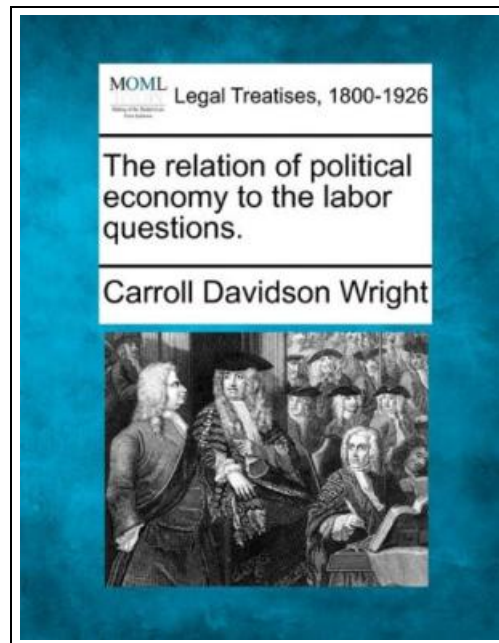 MOML
Legal Treatises, 1800-1926
The relation of political
economy to the labor
questions.
Carroll Davidson Wright